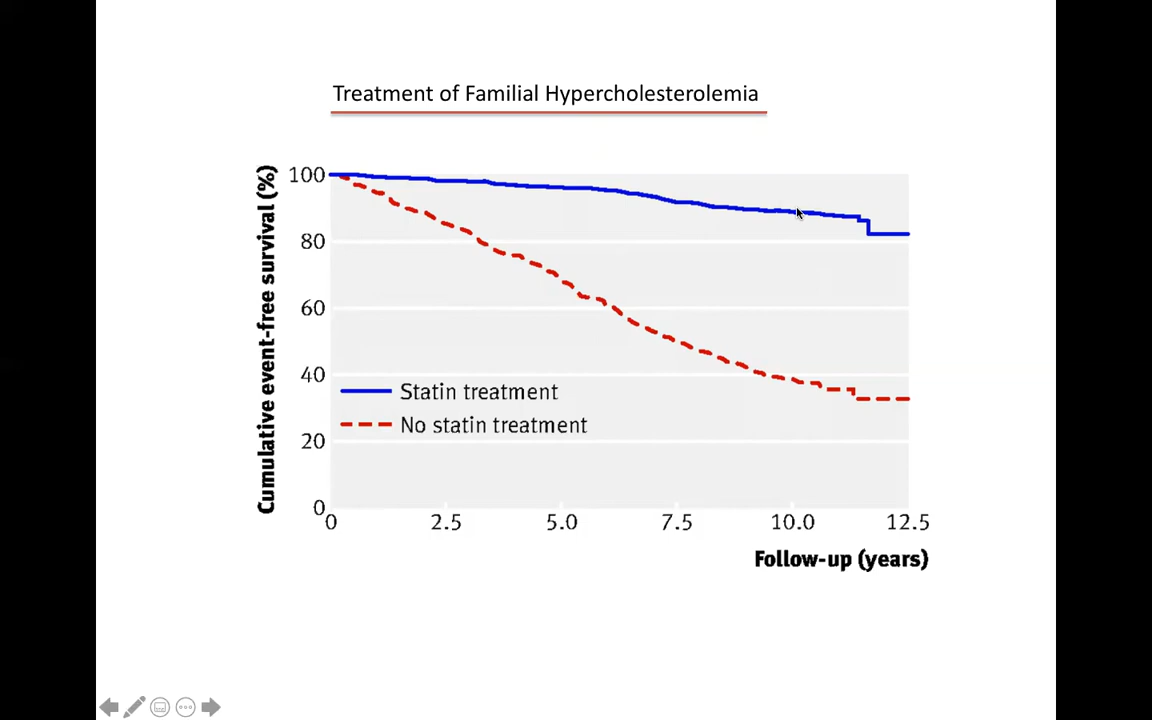 Treatment of Familial Hypercholesterolemia
Cumulative event-free survival (%)
100
80
60
40
20
0
Statin treatment
No statin treatment
0 2.5 5.0 7.5 10.0 12.5
Follow-up (years)